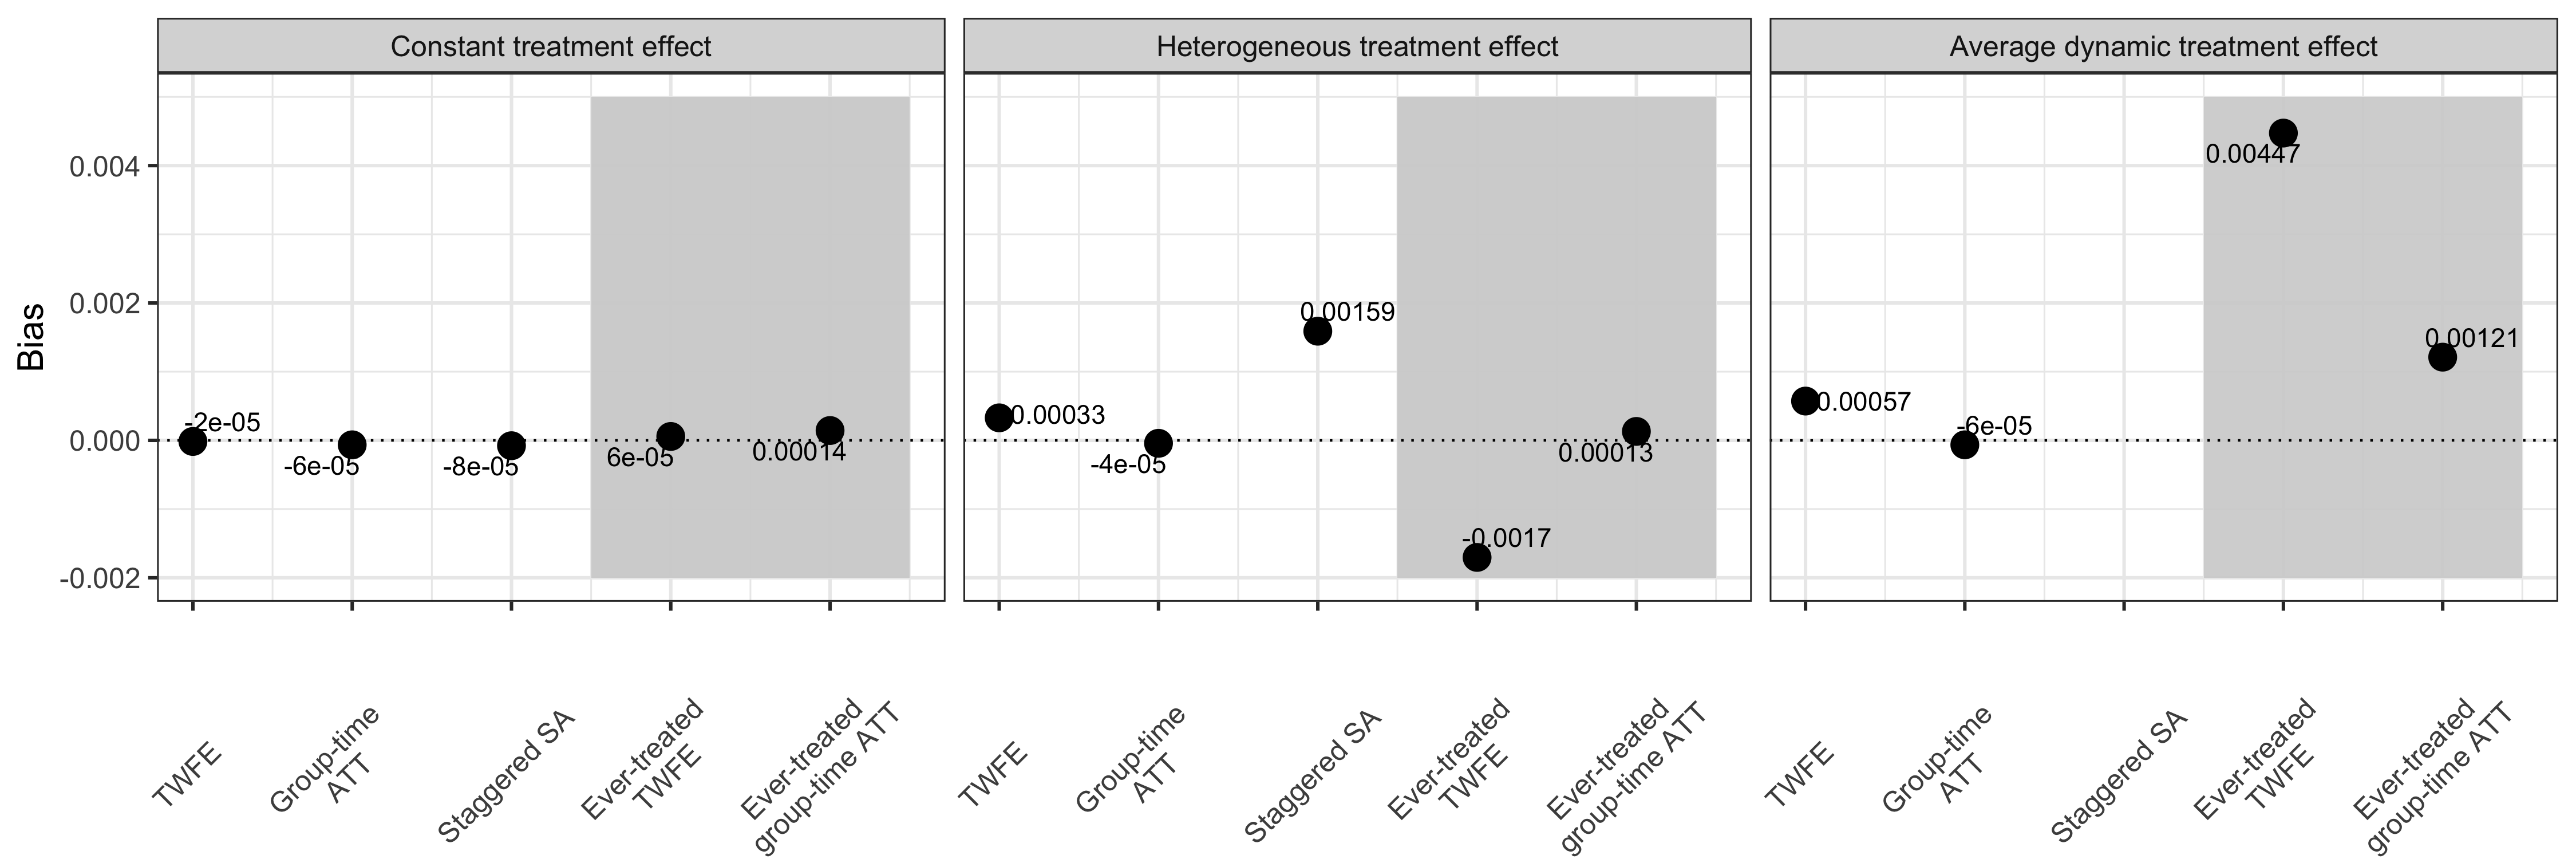 Constant treatment effect
Heterogeneous treatment effect
Average dynamic treatment effect
Bias
0.004
0.002
0.000
-0.002
-2e-05
-6e-05
-8e-05
6e-05
0.00014
0.00033
-4e-05
0.00159
-0.0017
0.00013
0.00057
-6e-05
0.00447
0.00121
TWFE
Group-time
ATT
Staggered SA
Ever-treated
TWFE
Ever-treated
group-time ATT
TWFE
Group-time
ATT
Staggered SA
Ever-treated
TWFE
Ever-treated
group-time ATT
TWFE
Group-time
ATT
Staggered SA
Ever-treated
TWFE
Ever-treated
group-time ATT